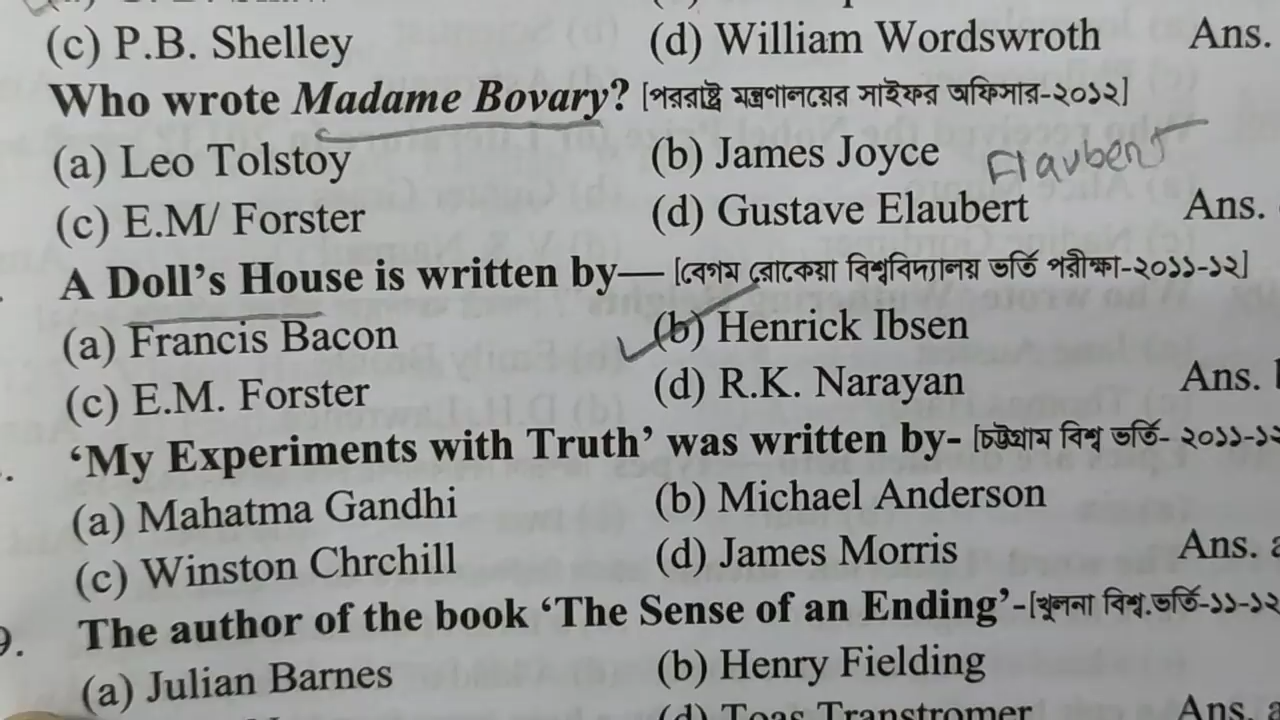 (c) P.B. Shelley (d) William Wordswroth Ans.
Who wrote Madame Bovary? [পররাষ্ট্র মন্ত্রণালয়ের সাইফর অফিসার-২০১২]
(a) Leo Tolstoy (b) James Joyce Flaubert
(c) E.M/ Forster (d) Gustave Elaubert Ans.
A Doll's House is written by— [বেগম রোকেয়া বিশ্ববিদ্যালয় ভর্তি পরীক্ষা-২০১১-১২]
(a) Francis Bacon (b) Henrick Ibsen
(c) E.M. Forster (d) R.K. Narayan Ans.
'My Experiments with Truth' was written by- [চট্টগ্রাম বিশ্ব ভর্তি- ২০১১-১২
(a) Mahatma Gandhi (b) Michael Anderson
(c) Winston Chrchill (d) James Morris Ans. a
9. The author of the book 'The Sense of an Ending'-[খুলনা বিশ্ব.ভর্তি-১১-১২
(a) Julian Barnes (b) Henry Fielding
(d) Toas Transtromer Ans. a